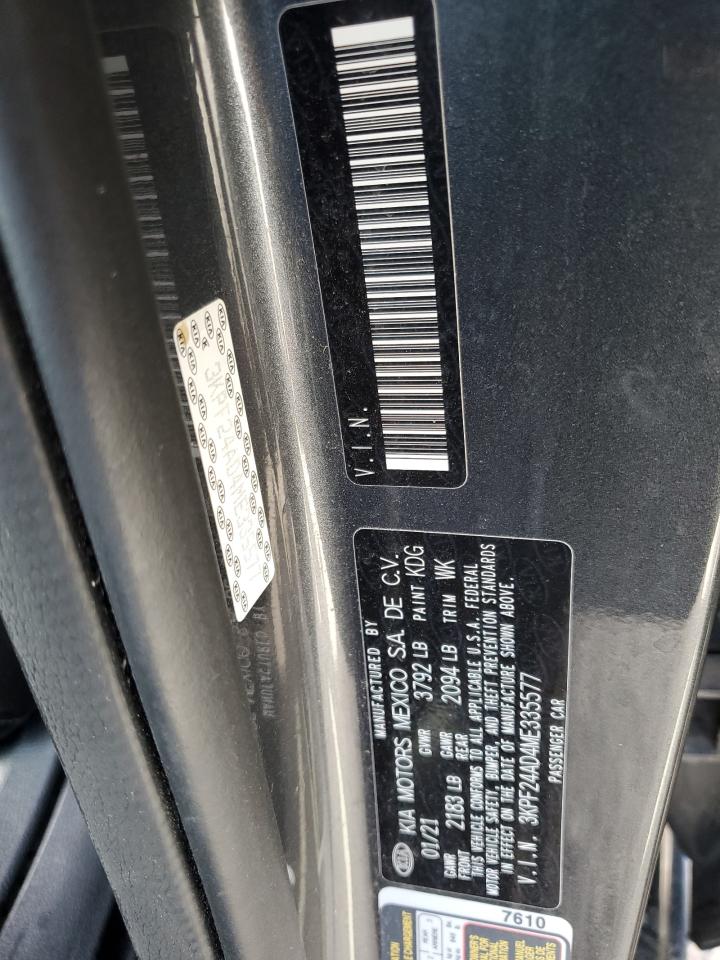 V.I.N.
MANUFACTURED BY
KIA KIA MOTORS MEXICO S.A. DE C.V.
01/21 GVWR 3792 LB PAINT KDG
GAWR FRONT 2183 LB GAWR REAR 2094 LB TRIM WK
THIS VEHICLE CONFORMS TO ALL APPLICABLE U.S.A. FEDERAL
MOTOR VEHICLE SAFETY, BUMPER, AND THEFT PREVENTION STANDARDS
IN EFFECT ON THE DATE OF MANUFACTURE SHOWN ABOVE.
V.I.N. 3KPF24AD4ME335577
PASSENGER CAR
7610